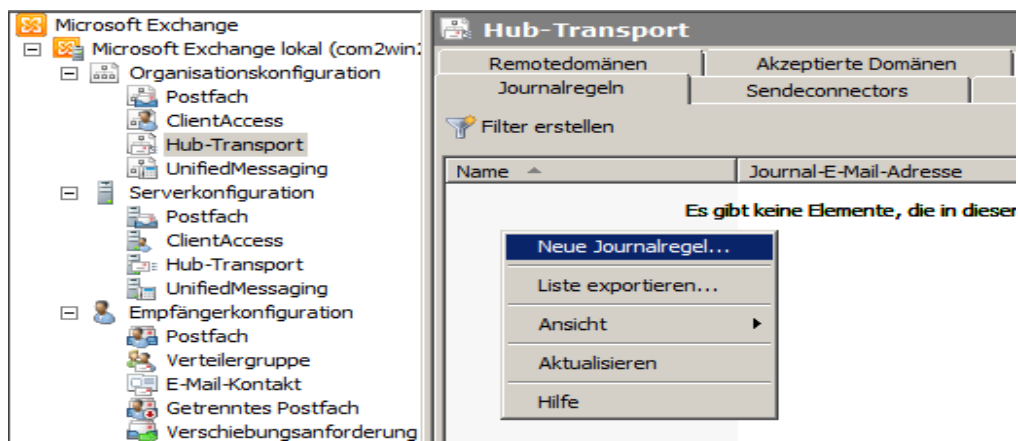 Microsoft Exchange
Microsoft Exchange lokal (com2win2
Organisationskonfiguration
Postfach
ClientAccess
Hub-Transport
UnifiedMessaging
Serverkonfiguration
Postfach
ClientAccess
Hub-Transport
UnifiedMessaging
Empfängerkonfiguration
Postfach
Verteilergruppe
E-Mail-Kontakt
Getrenntes Postfach
Verschiebungsanforderung
Hub-Transport
Remotedomänen Akzeptierte Domänen
Journalregeln Sendeconnectors
Filter erstellen
Name Journal-E-Mail-Adresse
Es gibt keine Elemente, die in dieser
Neue Journalregel...
Liste exportieren...
Ansicht
Aktualisieren
Hilfe